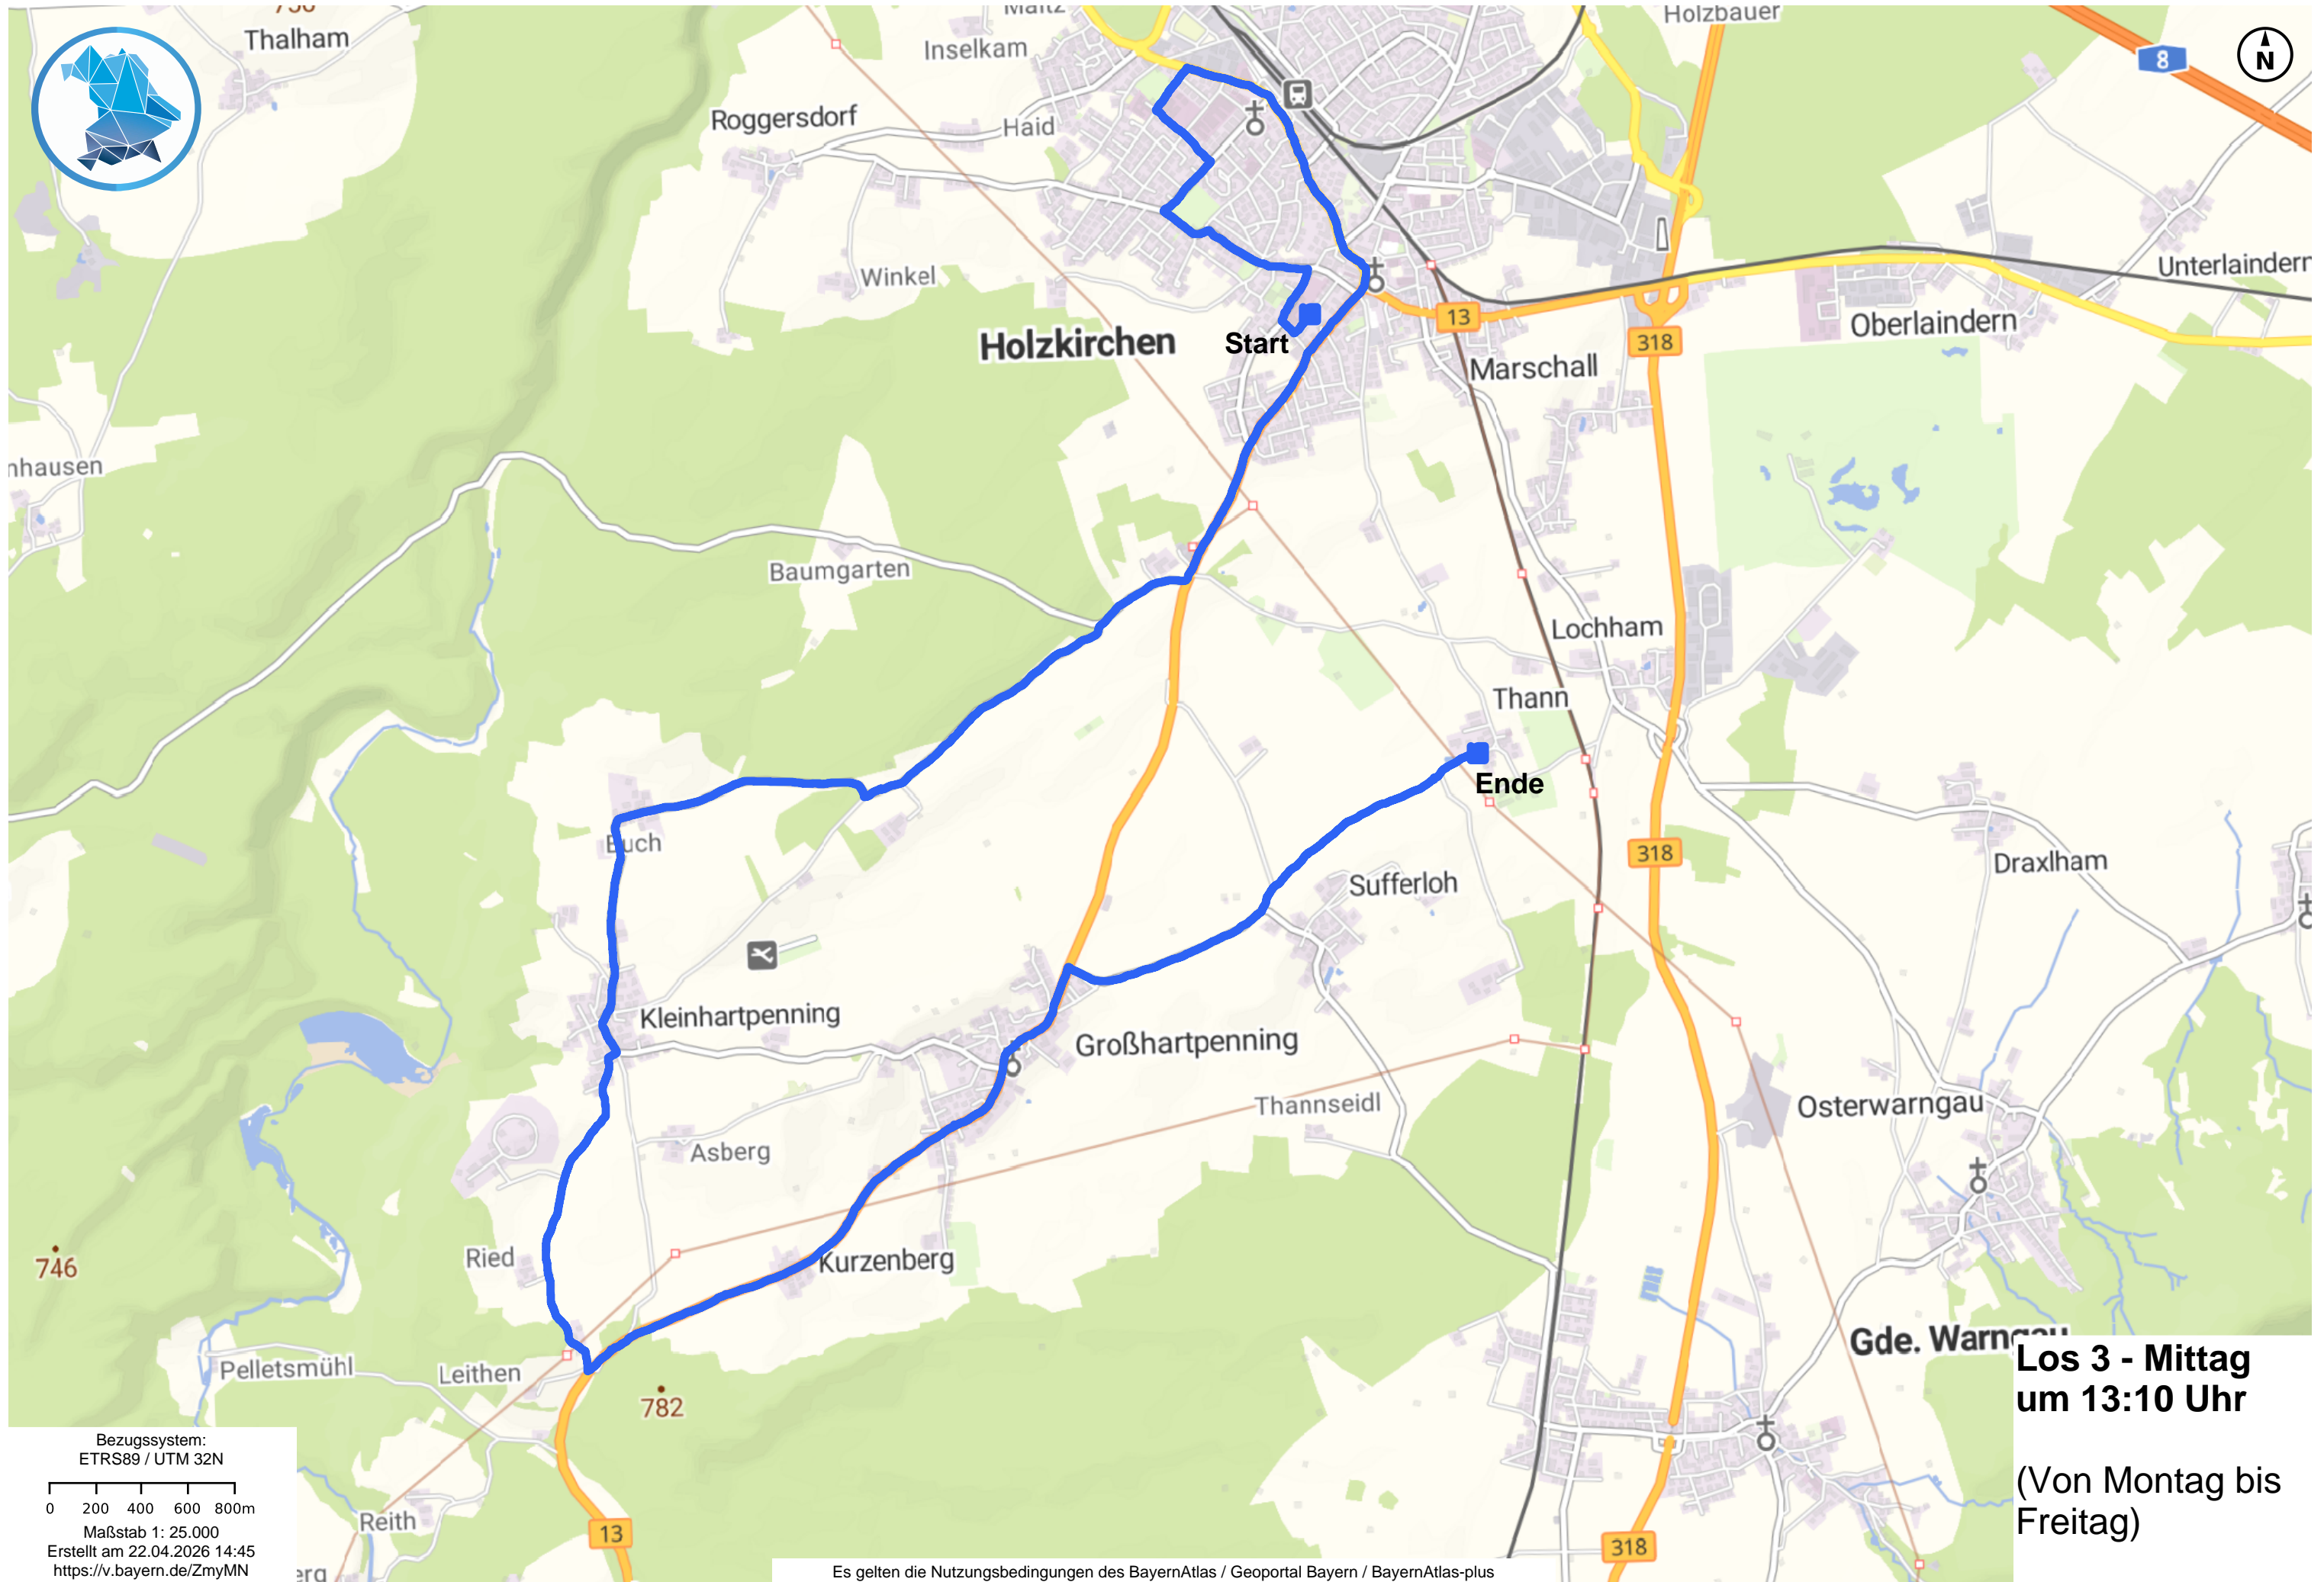 Thalham
Inselkam
Holzbauer
8
N
Roggersdorf
Haid
Winkel
Unterlaindern
Holzkirchen
Start
13
318
Oberlaindern
Marschall
nhausen
Baumgarten
Lochham
Thann
Ende
Buch
318
Sufferloh
Draxlham
Kleinhartpenning
Großhartpenning
Thannseidl
Osterwarngau
Asberg
Ried
Kurzenberg
746
Pelletsmühl
Leithen
782
Gde. Warngau
Los 3 - Mittag
um 13:10 Uhr
(Von Montag bis
Freitag)
Bezugssystem:
ETRS89 / UTM 32N
0 200 400 600 800m
Maßstab 1: 25.000
Erstellt am 22.04.2026 14:45
https://v.bayern.de/ZmyMN
Reith
13
318
Es gelten die Nutzungsbedingungen des BayernAtlas / Geoportal Bayern / BayernAtlas-plus